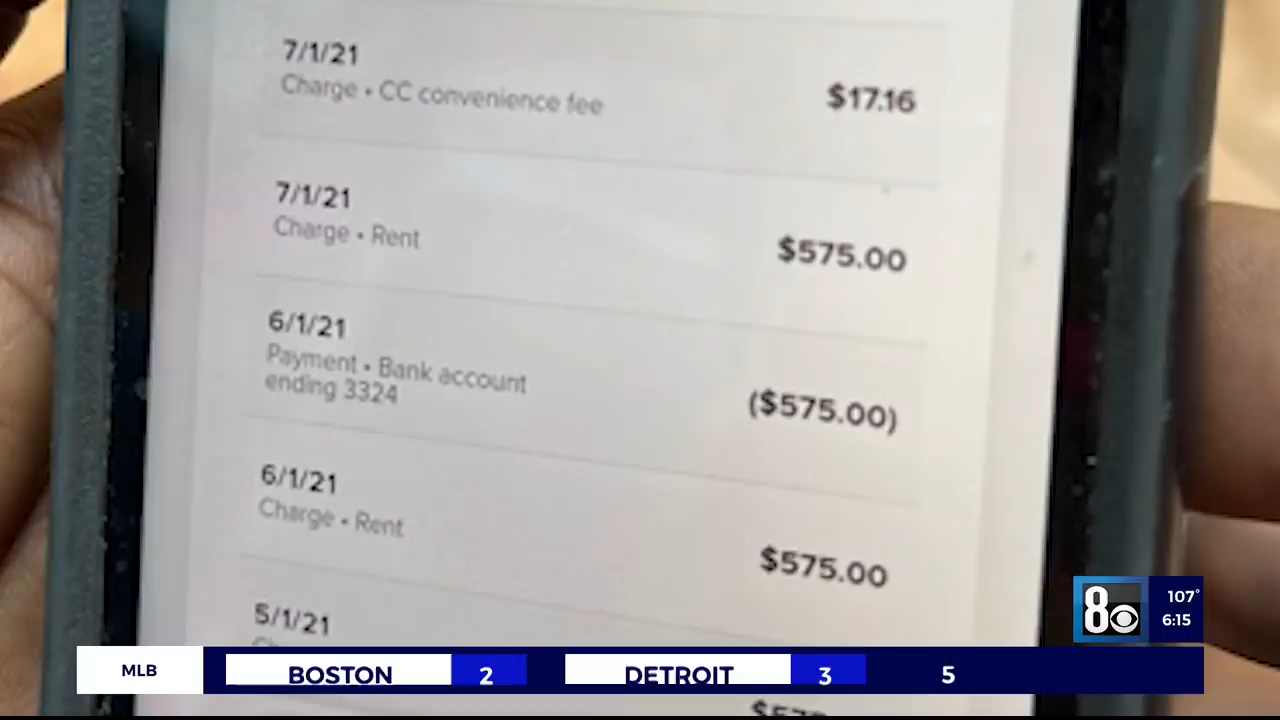 7/1/21
Charge • CC convenience fee
$17.16
7/1/21
Charge • Rent
$575.00
6/1/21
Payment • Bank account
ending 3324
($575.00)
6/1/21
Charge • Rent
$575.00
5/1/21
8
107°
6:15
MLB BOSTON 2 DETROIT 3 5